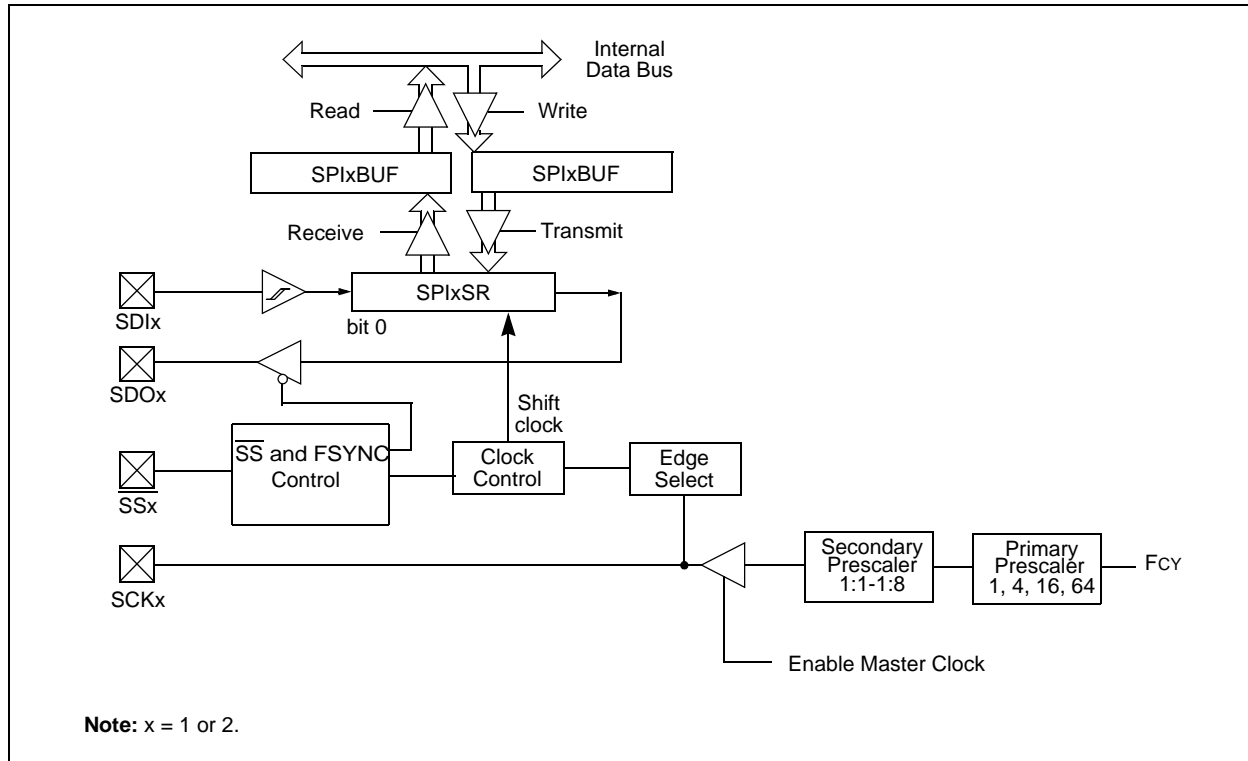 Internal
Data Bus
Read
Write
SPIxBUF
SPIxBUF
Receive
Transmit
SPIxSR
SDIx
bit 0
SDOx
Shift
clock
S̅S̅ and FSYNC
Control
Clock
Control
Edge
Select
S̅S̅x̅
SCKx
Secondary
Prescaler
1:1-1:8
Primary
Prescaler
1, 4, 16, 64
FCY
Enable Master Clock
Note: x = 1 or 2.